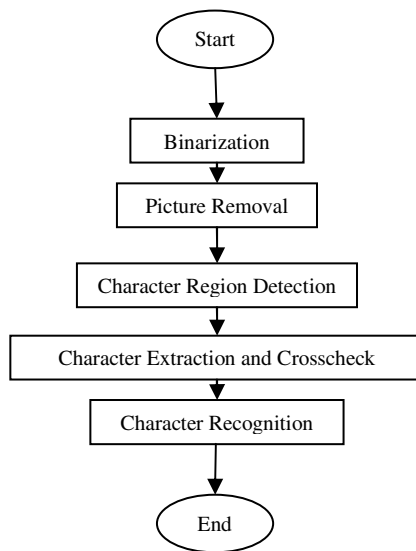 Start
Binarization
Picture Removal
Character Region Detection
Character Extraction and Crosscheck
Character Recognition
End